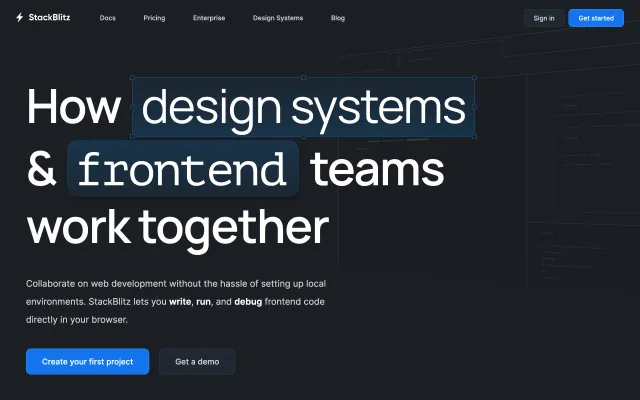 StackBlitz Docs Pricing Enterprise Design Systems Blog Sign in Get started
How design systems
& frontend teams
work together
Collaborate on web development without the hassle of setting up local
environments. StackBlitz lets you write, run, and debug frontend code
directly in your browser.
Create your first project Get a demo